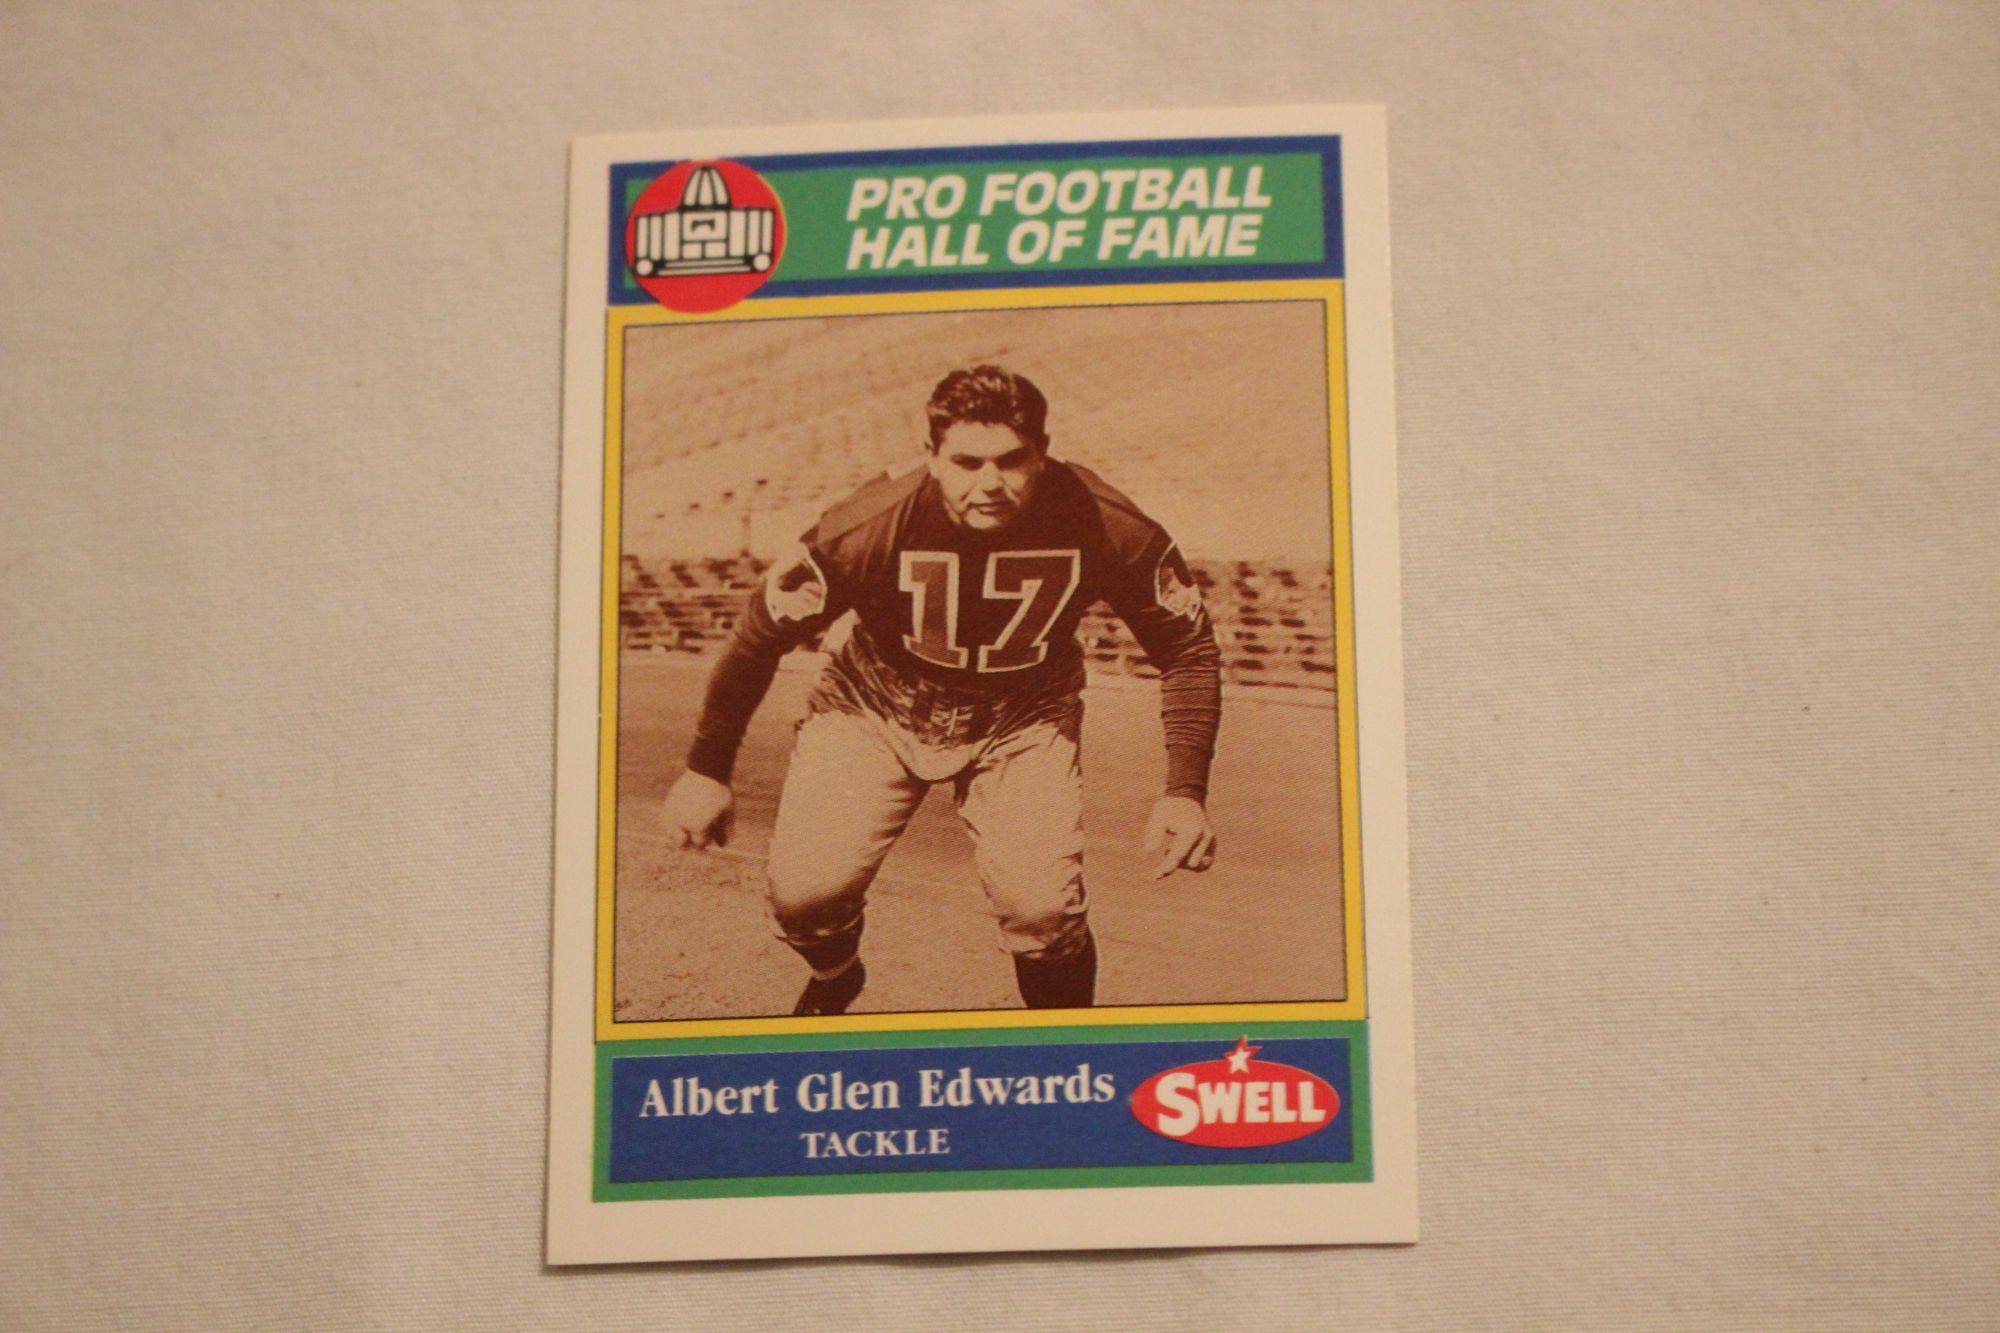 PRO FOOTBALL
HALL OF FAME
17
Albert Glen Edwards
TACKLE
SWELL